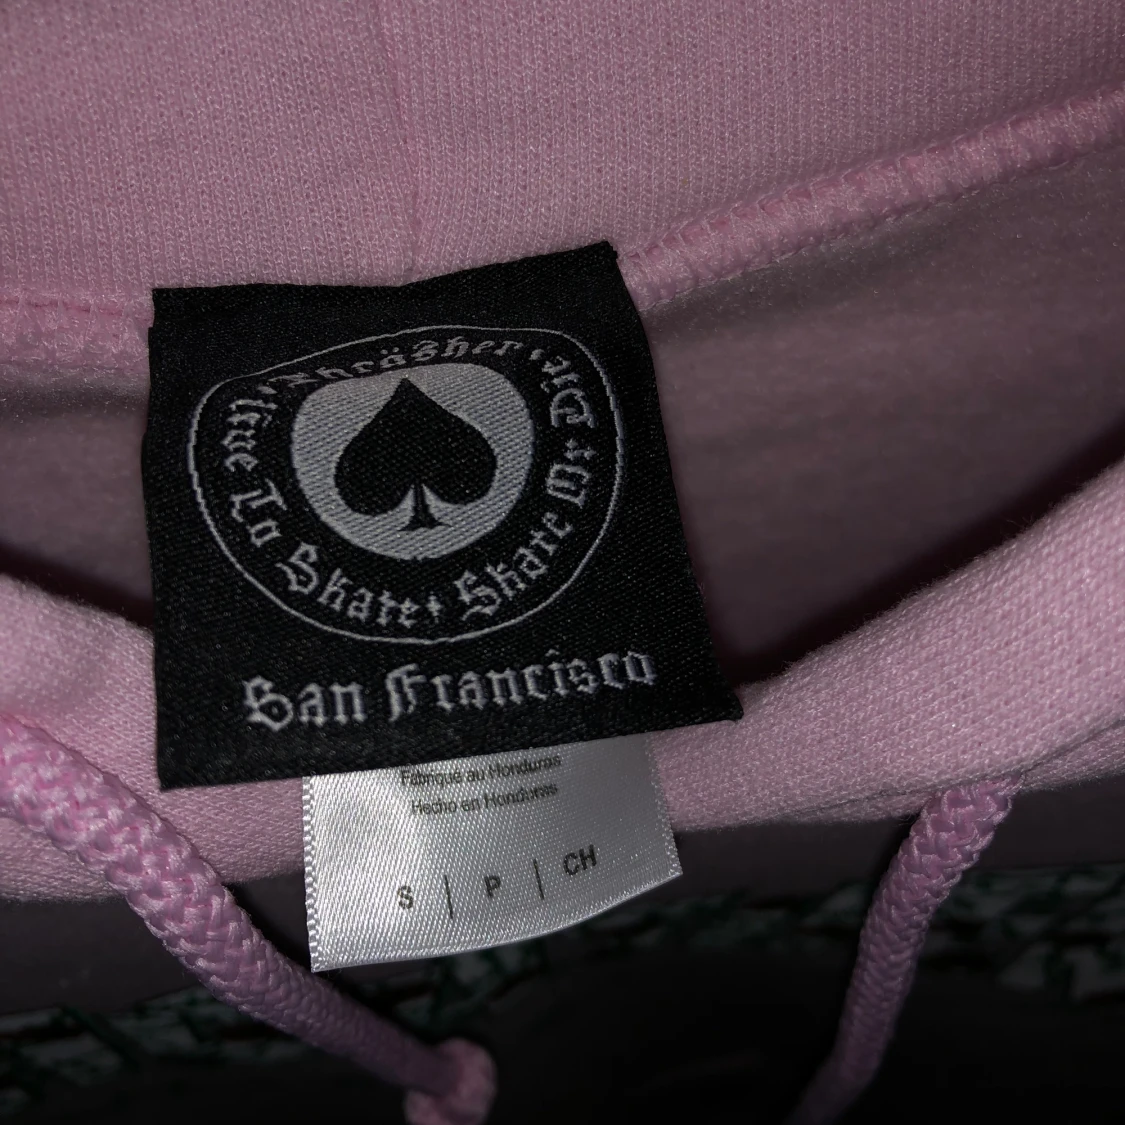 Thrasher
Live To Skate
Skate Or Die
San Francisco
Fabriqué au Honduras
Hecho en Honduras
S | P | CH